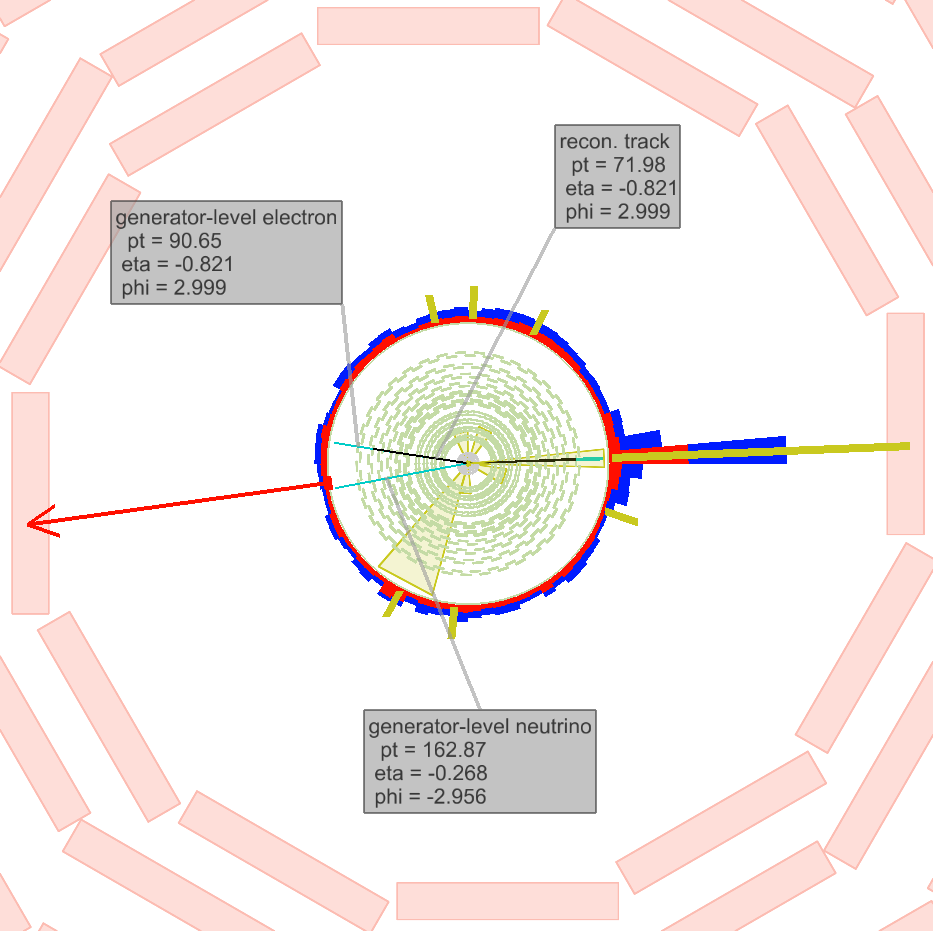 recon. track
pt = 71.98
eta = -0.821
phi = 2.999
generator-level electron
pt = 90.65
eta = -0.821
phi = 2.999
generator-level neutrino
pt = 162.87
eta = -0.268
phi = -2.956